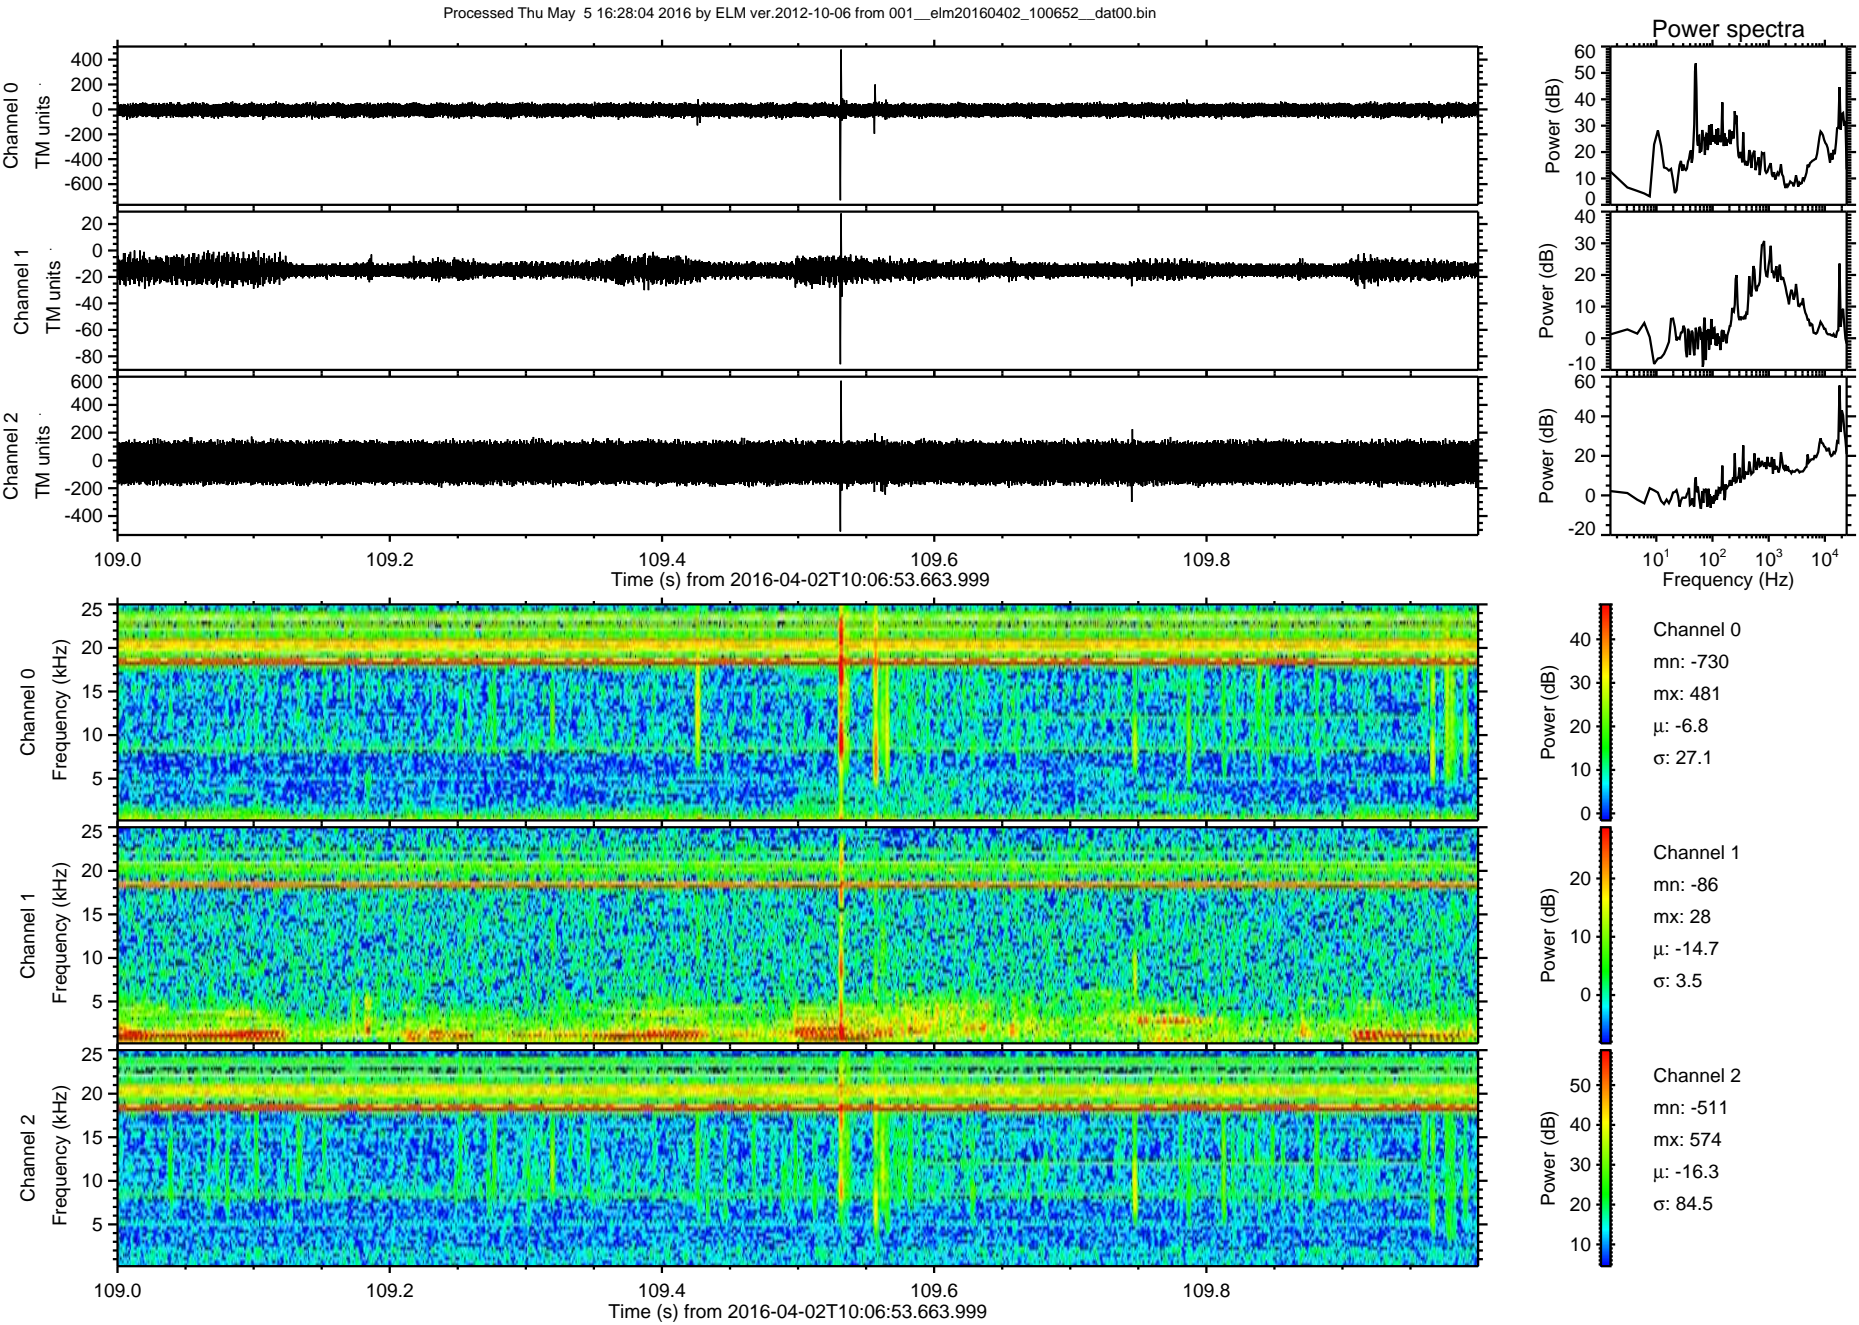 Processed Thu May  5 16:28:04 2016 by ELM ver.2012-10-06 from 001__elm20160402_100652__dat00.bin
Power spectra
Channel 0
TM units
400
200
0
-200
-400
-600
Power (dB)
60
50
40
30
20
10
0
Channel 1
TM units
20
0
-20
-40
-60
-80
Power (dB)
40
30
20
10
0
-10
Channel 2
TM units
600
400
200
0
-200
-400
Power (dB)
60
40
20
0
-20
109.0 109.2 109.4 109.6 109.8
Time (s) from 2016-04-02T10:06:53.663.999
10¹ 10² 10³ 10⁴
Frequency (Hz)
Channel 0
Frequency (kHz)
25
20
15
10
5
Power (dB)
40
30
20
10
0
Channel 0
mn: -730
mx: 481
μ: -6.8
σ: 27.1
Channel 1
Frequency (kHz)
25
20
15
10
5
Power (dB)
20
10
0
Channel 1
mn: -86
mx: 28
μ: -14.7
σ: 3.5
Channel 2
Frequency (kHz)
25
20
15
10
5
Power (dB)
50
40
30
20
10
Channel 2
mn: -511
mx: 574
μ: -16.3
σ: 84.5
109.0 109.2 109.4 109.6 109.8
Time (s) from 2016-04-02T10:06:53.663.999